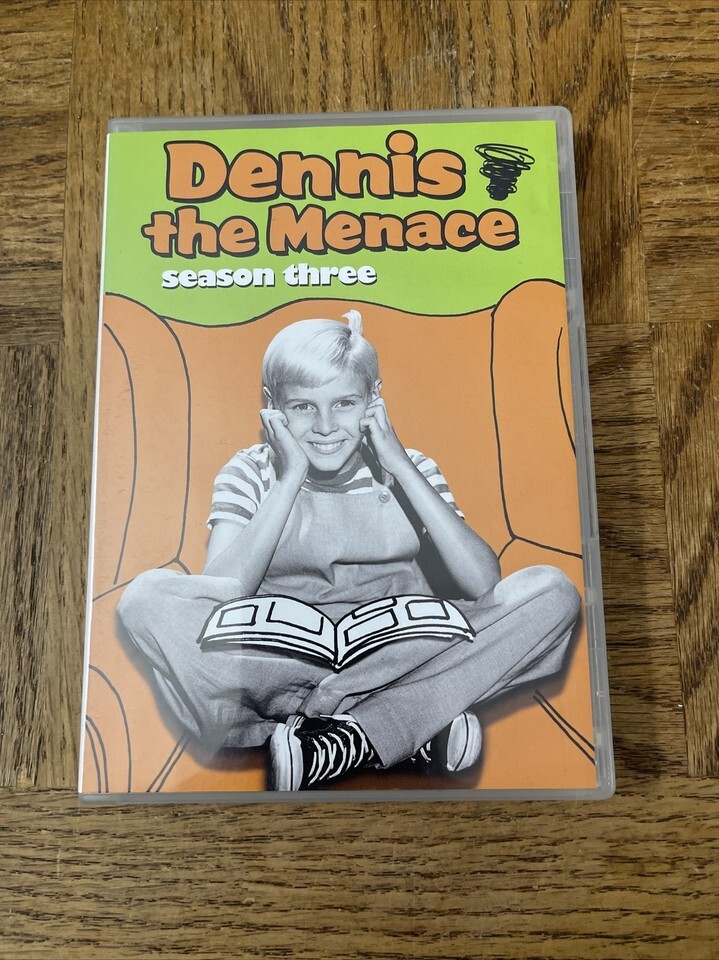 Dennis
the Menace
season three